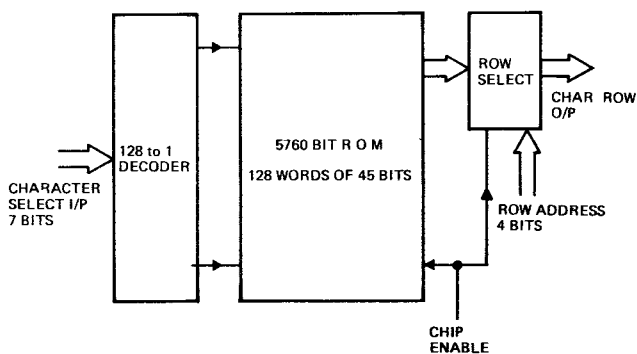 CHARACTER
SELECT I/P
7 BITS
128 to 1
DECODER
5760 BIT R O M
128 WORDS OF 45 BITS
ROW
SELECT
CHAR ROW
O/P
ROW ADDRESS
4 BITS
CHIP
ENABLE